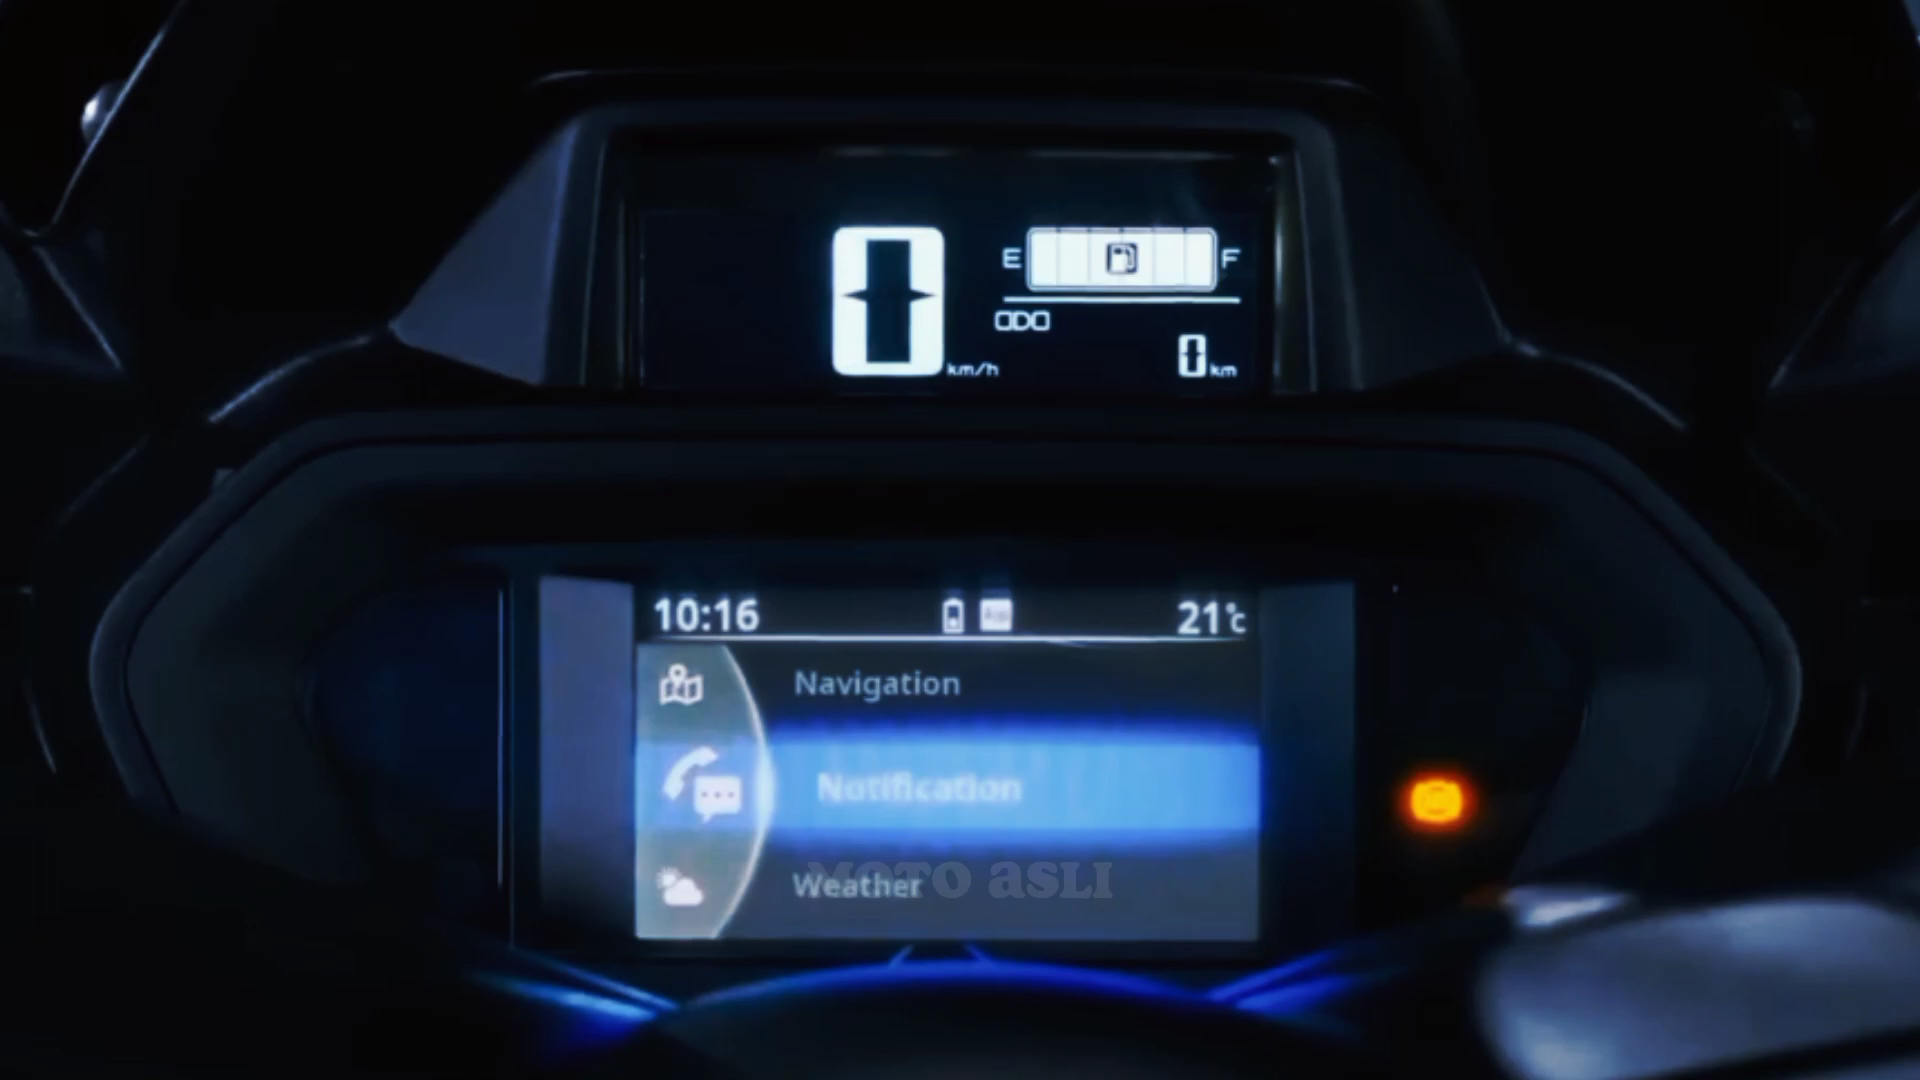 0 km/h
E F
ODO
0 km
10:16 21°C
Navigation
Notification
Weather
MOTO ASLI